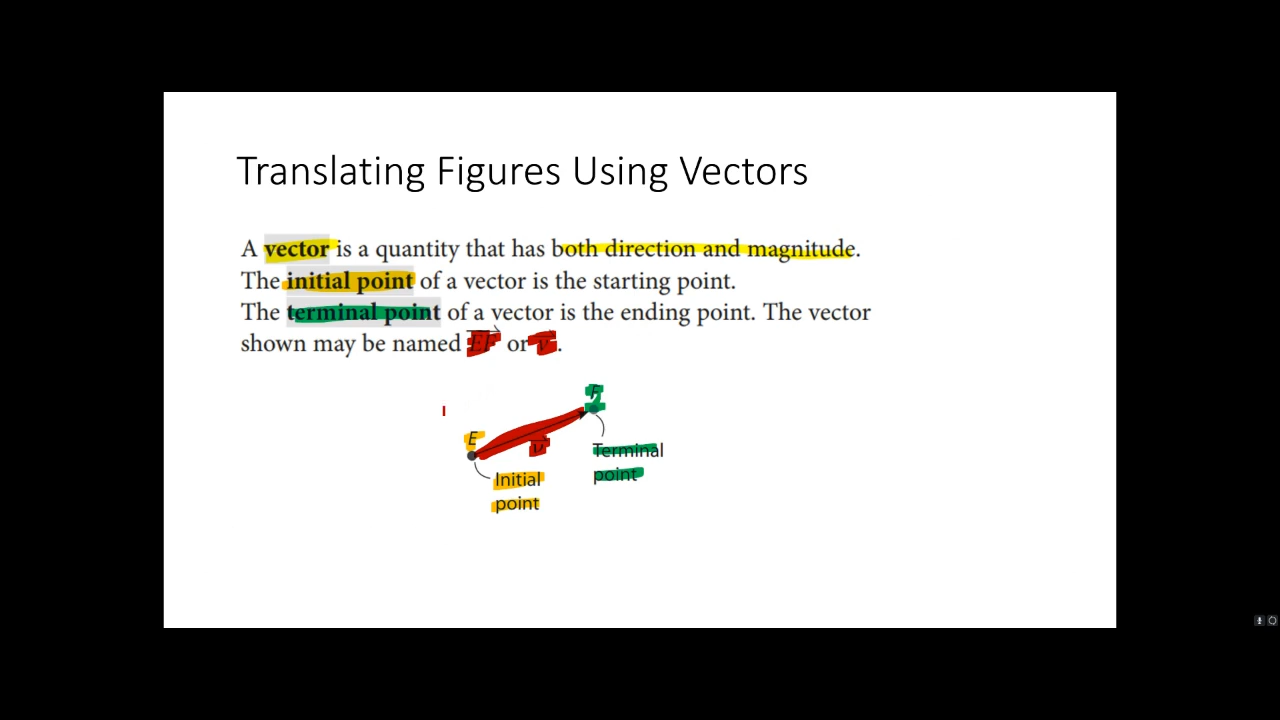 Translating Figures Using Vectors
A vector is a quantity that has both direction and magnitude.
The initial point of a vector is the starting point.
The terminal point of a vector is the ending point. The vector
shown may be named EF or v.
F
E
v
Terminal
point
Initial
point